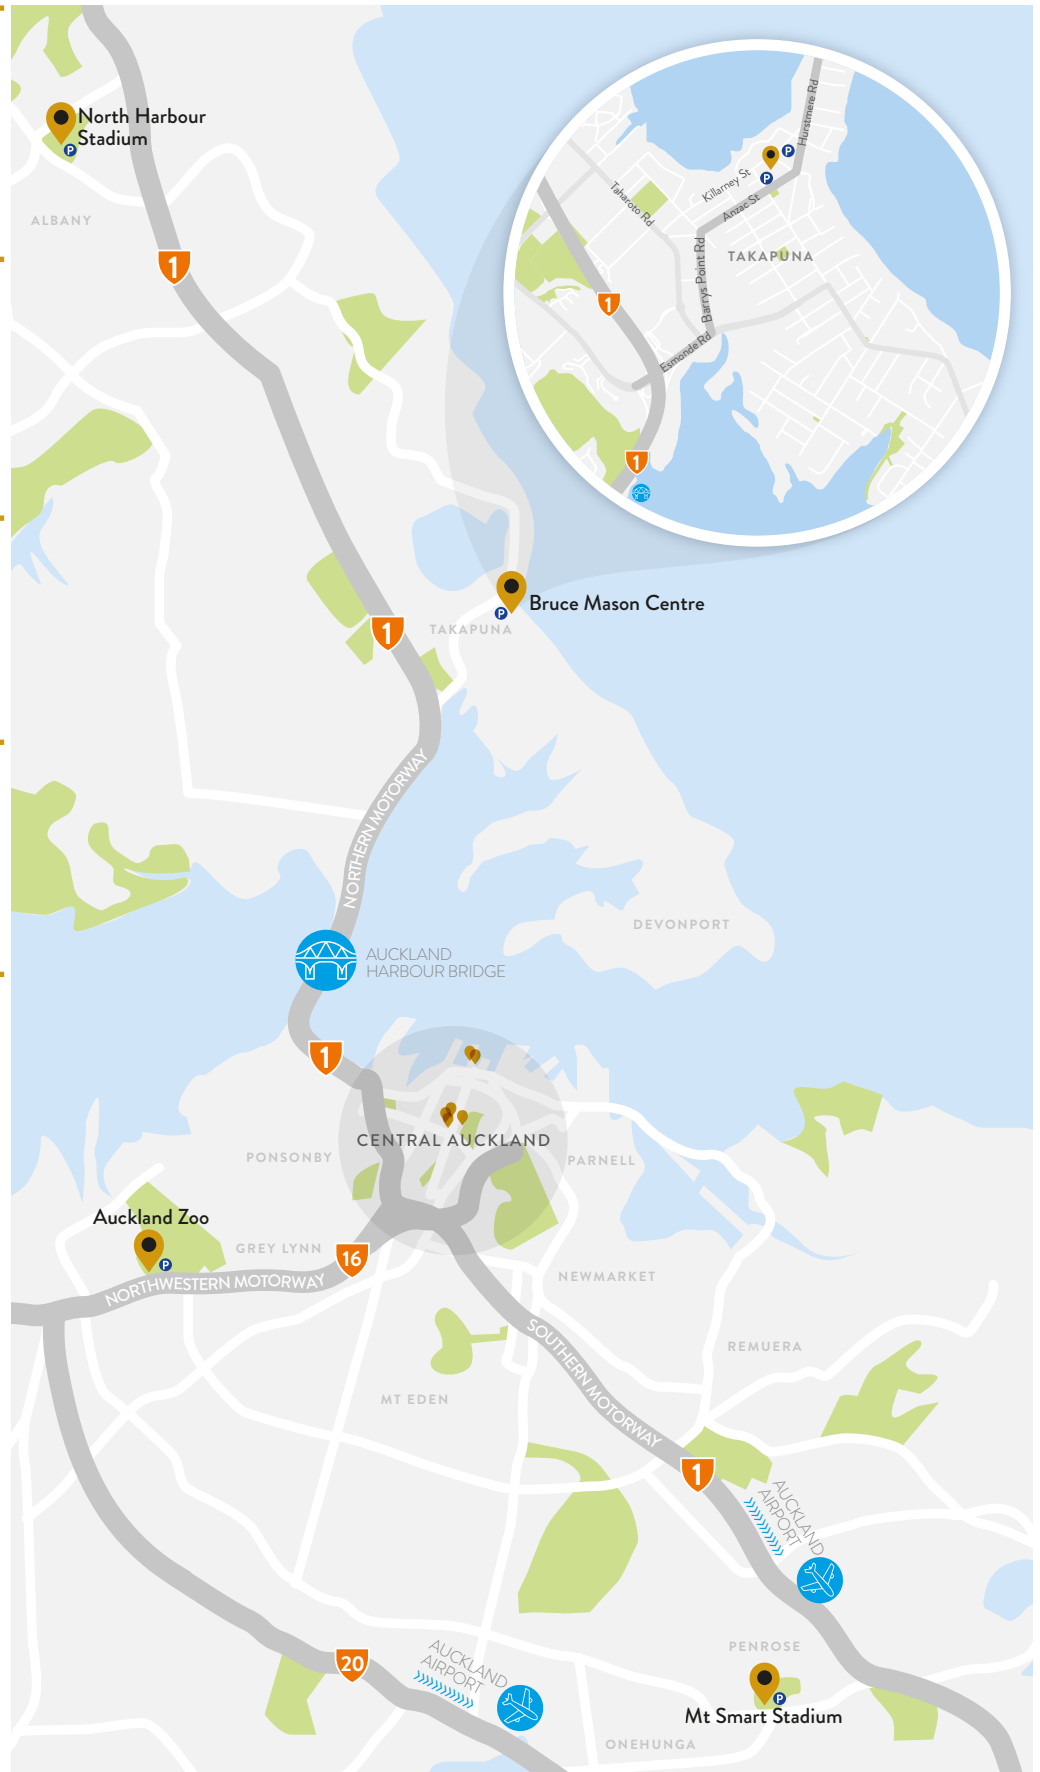 North Harbour
Stadium
P
ALBANY
1
Hurstmere Rd
P
P
Killarney St
Anzac St
Taharoto Rd
TAKAPUNA
Barrys Point Rd
1
Esmonde Rd
1
Bruce Mason Centre
P
TAKAPUNA
1
NORTHERN MOTORWAY
DEVONPORT
AUCKLAND
HARBOUR BRIDGE
1
CENTRAL AUCKLAND
PONSONBY
PARNELL
Auckland Zoo
P
GREY LYNN
16
NORTHWESTERN MOTORWAY
NEWMARKET
SOUTHERN MOTORWAY
REMUERA
MT EDEN
1
AUCKLAND
AIRPORT
20
AUCKLAND
AIRPORT
PENROSE
P
Mt Smart Stadium
ONEHUNGA